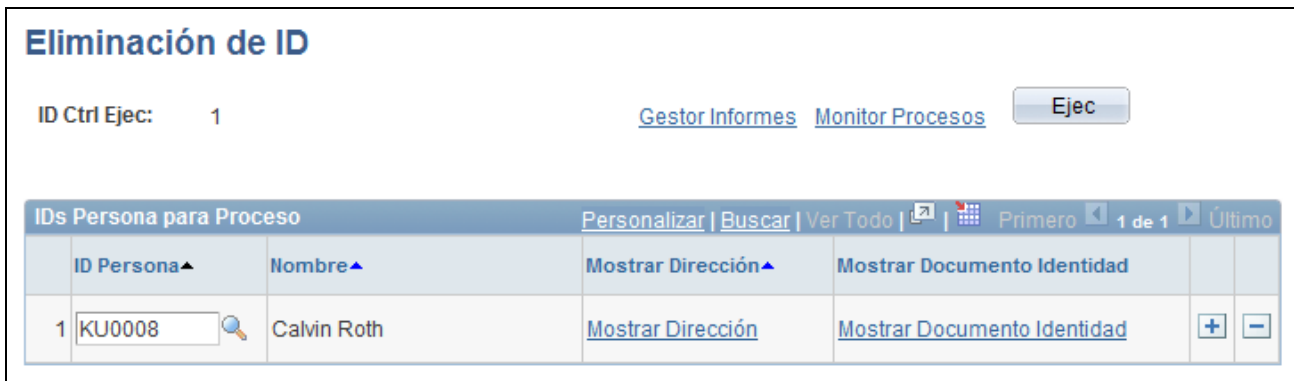 Eliminación de ID
ID Ctrl Ejec: 1 Gestor Informes Monitor Procesos Ejec
IDs Persona para Proceso Personalizar | Buscar | Ver Todo | | Primero 1 de 1 Último
ID Persona Nombre Mostrar Dirección Mostrar Documento Identidad
1 KU0008 Calvin Roth Mostrar Dirección Mostrar Documento Identidad + -